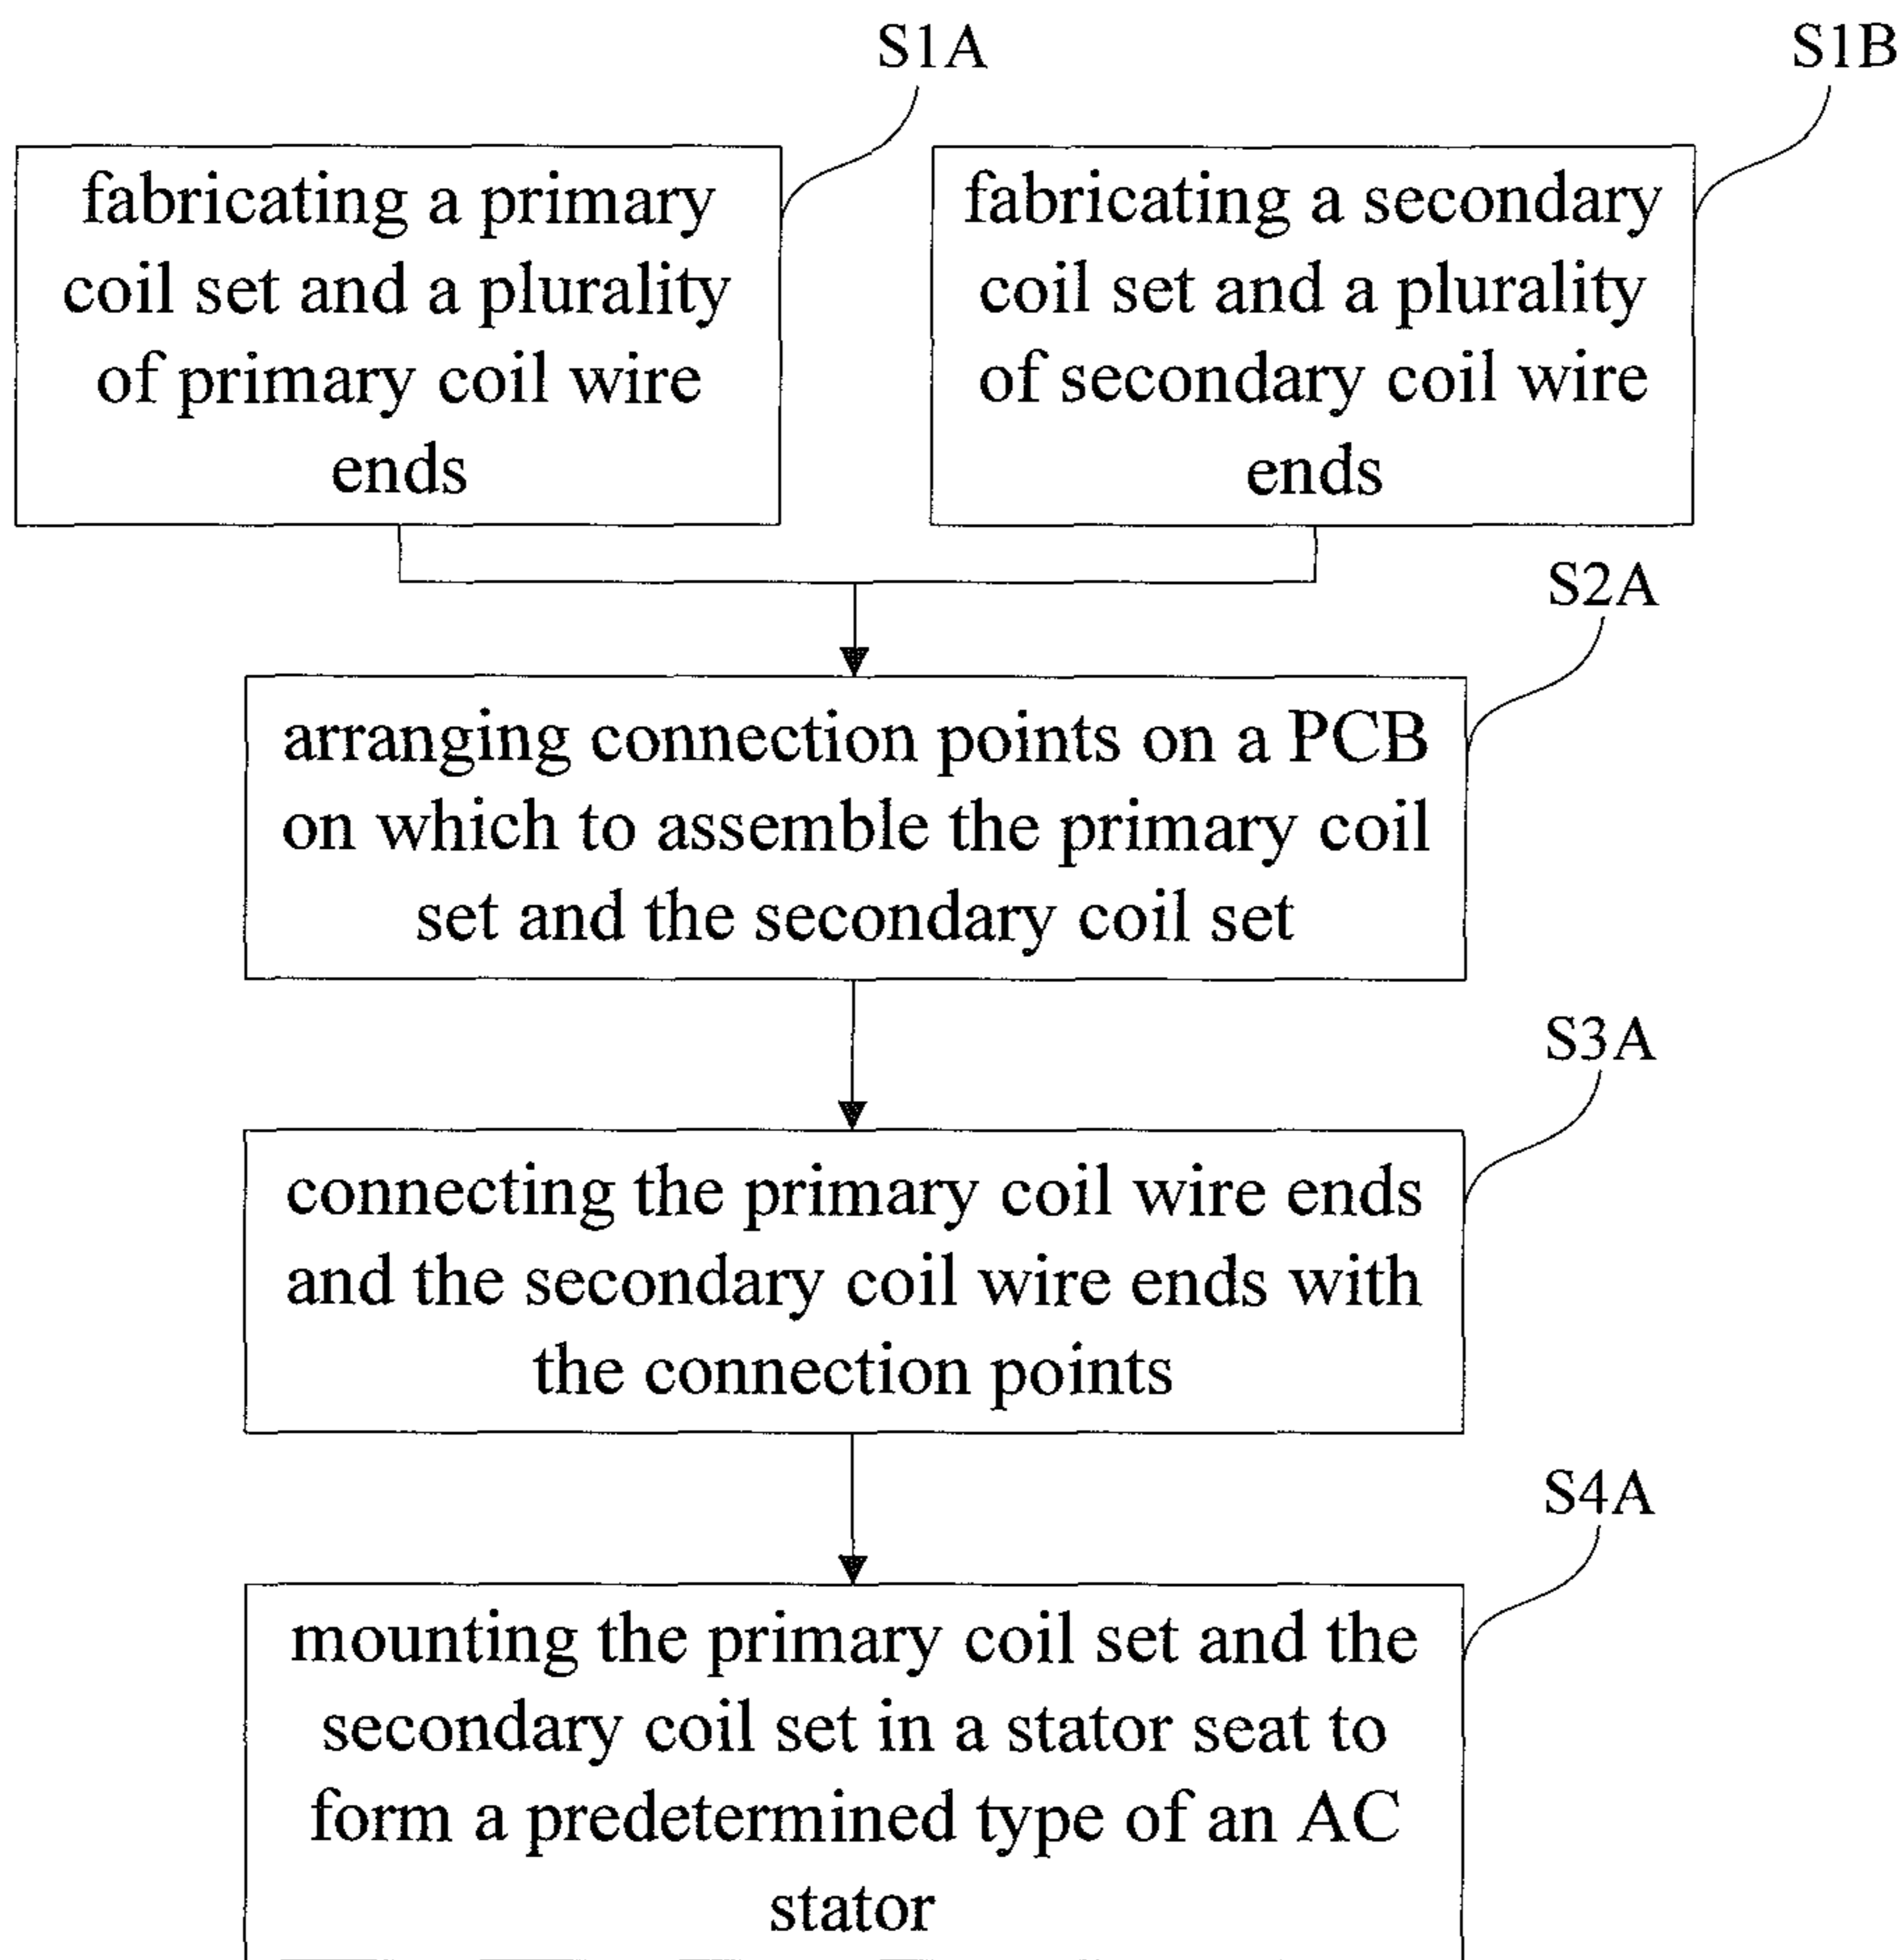 S1A
S1B
fabricating a primary
coil set and a plurality
of primary coil wire
ends
fabricating a secondary
coil set and a plurality
of secondary coil wire
ends
S2A
arranging connection points on a PCB
on which to assemble the primary coil
set and the secondary coil set
S3A
connecting the primary coil wire ends
and the secondary coil wire ends with
the connection points
S4A
mounting the primary coil set and the
secondary coil set in a stator seat to
form a predetermined type of an AC
stator